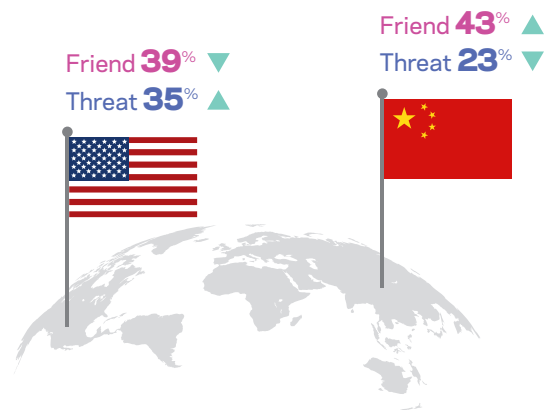 Friend 39% ▼
Threat 35% ▲
Friend 43% ▲
Threat 23% ▼